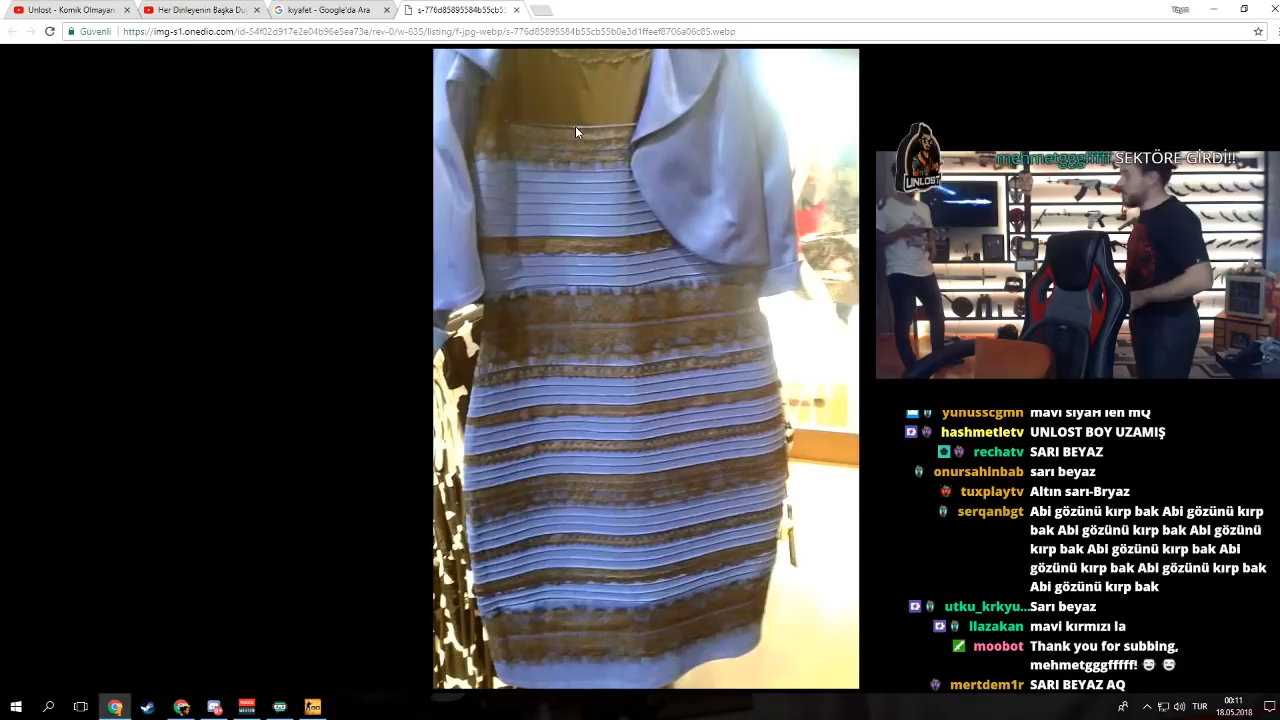 Unlost - Komik Olmayan
Her Dinleyenin Başka Du
kıyafet - Google'da Ara
s-776d85895584b55cb5
Yayın
Güvenli
https://img-s1.onedio.com/id-54f02d917e2e04b96e5ea73e/rev-0/w-635/listing/f-jpg-webp/s-776d85895584b55cb55b0e3d1ffeef8706a06c85.webp
mehmetgggfffff SEKTÖRE GİRDİ!!
UNLOST
yunusscgmn mavi siyaH len mQ
hashmetletv UNLOST BOY UZAMIŞ
rechatv SARI BEYAZ
onursahinbab sarı beyaz
tuxplaytv Altın sarı-Bryaz
serqanbgt Abi gözünü kırp bak Abi gözünü kırp
bak Abi gözünü kırp bak Abi gözünü
kırp bak Abi gözünü kırp bak Abi
gözünü kırp bak Abi gözünü kırp bak
Abi gözünü kırp bak
utku_krkyu... Sarı beyaz
llazakan mavi kırmızı la
moobot Thank you for subbing,
mehmetgggfffff!
mertdem1r SARI BEYAZ AQ
TUR
00:11
18.05.2018